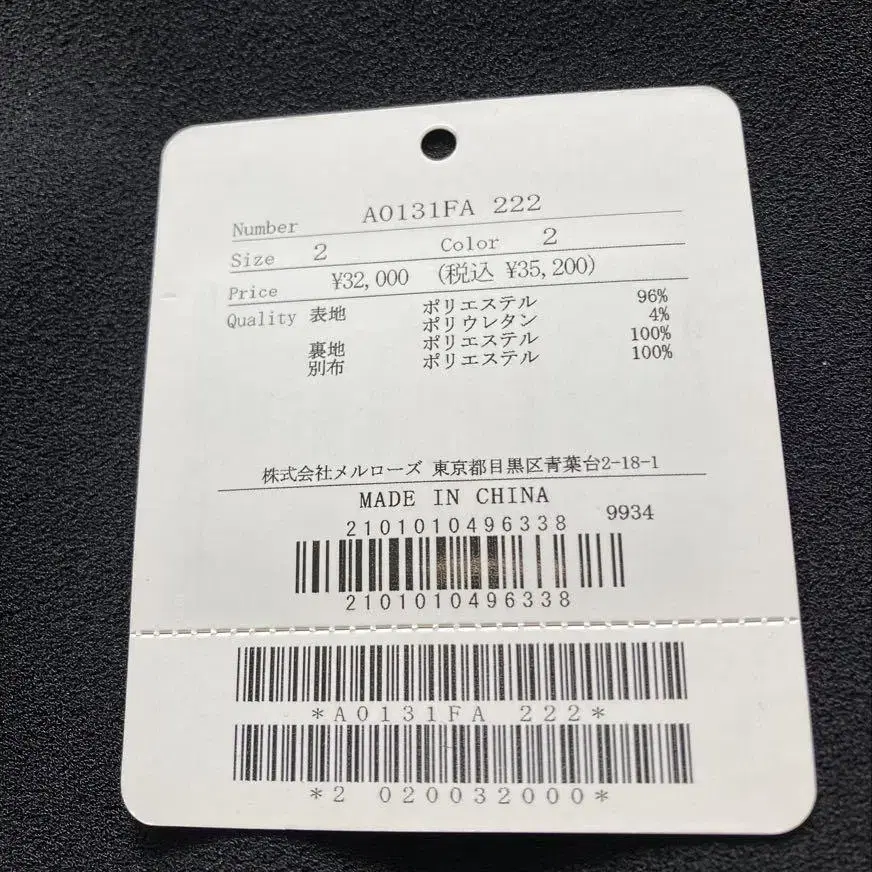 Number A0131FA 222
Size 2 Color 2
Price ¥32,000 (税込 ¥35,200)
Quality 表地 ポリエステル 96%
ポリウレタン 4%
裏地 ポリエステル 100%
別布 ポリエステル 100%
株式会社メルローズ 東京都目黒区青葉台2-18-1
MADE IN CHINA
2101010496338 9934
2101010496338
*A0131FA 222*
*2 020032000*